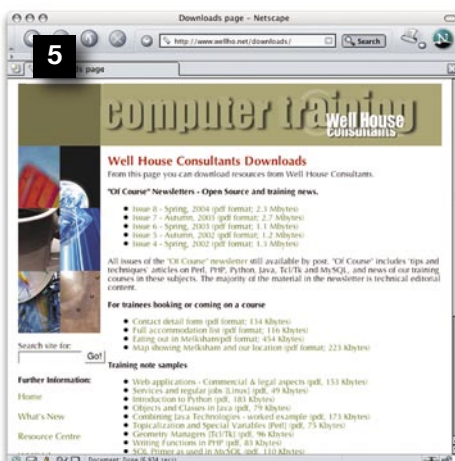 Downloads page - Netscape
5
http://www.wellho.net/downloads/
Search
N
ds page
computer training
Well House
Consultants
Well House Consultants Downloads
From this page you can download resources from Well House Consultants.
"Of Course" Newsletters - Open Source and training news.
Issue 8 - Spring, 2004 (pdf format; 2.3 Mbytes)
Issue 7 - Autumn, 2003 (pdf format; 2.7 Mbytes)
Issue 6 - Spring, 2003 (pdf format; 1.1 Mbytes)
Issue 5 - Autumn, 2002 (pdf format; 1.2 Mbytes)
Issue 4 - Spring, 2002 (pdf format; 1.3 Mbytes)
All issues of the "Of Course" newsletter still available by post. "Of Course" includes 'tips and
techniques' articles on Perl, PHP, Python, Java, Tcl/Tk and MySQL, and news of our training
courses in these subjects. The majority of the material in the newsletter is technical editorial
content.
For trainees booking or coming on a course
Contact detail form (pdf format; 134 Kbytes)
Full accommodation list (pdf format; 116 Kbytes)
Eating out in Melksham(pdf format; 454 Kbytes)
Map showing Melksham and our location (pdf format; 223 Kbytes)
Training note samples
Web applications - Commercial & legal aspects (pdf, 153 Kbytes)
Services and regular jobs [Linux] (pdf, 49 Kbytes)
Introduction to Python (pdf, 183 Kbytes)
Objects and Classes in Java (pdf, 79 Kbytes)
Combining Java Technologies - worked example (pdf, 173 Kbytes)
Topicalization and Special Variables [Perl] (pdf, 75 Kbytes)
Geometry Managers [Tcl/Tk] (pdf, 96 Kbytes)
Writing Functions in PHP (pdf, 83 Kbytes)
SQL Primer as used in MySQL (pdf, 110 Kbytes)
Search site for:
Go!
Further Information:
Home
What's New
Resource Centre
Document: Done